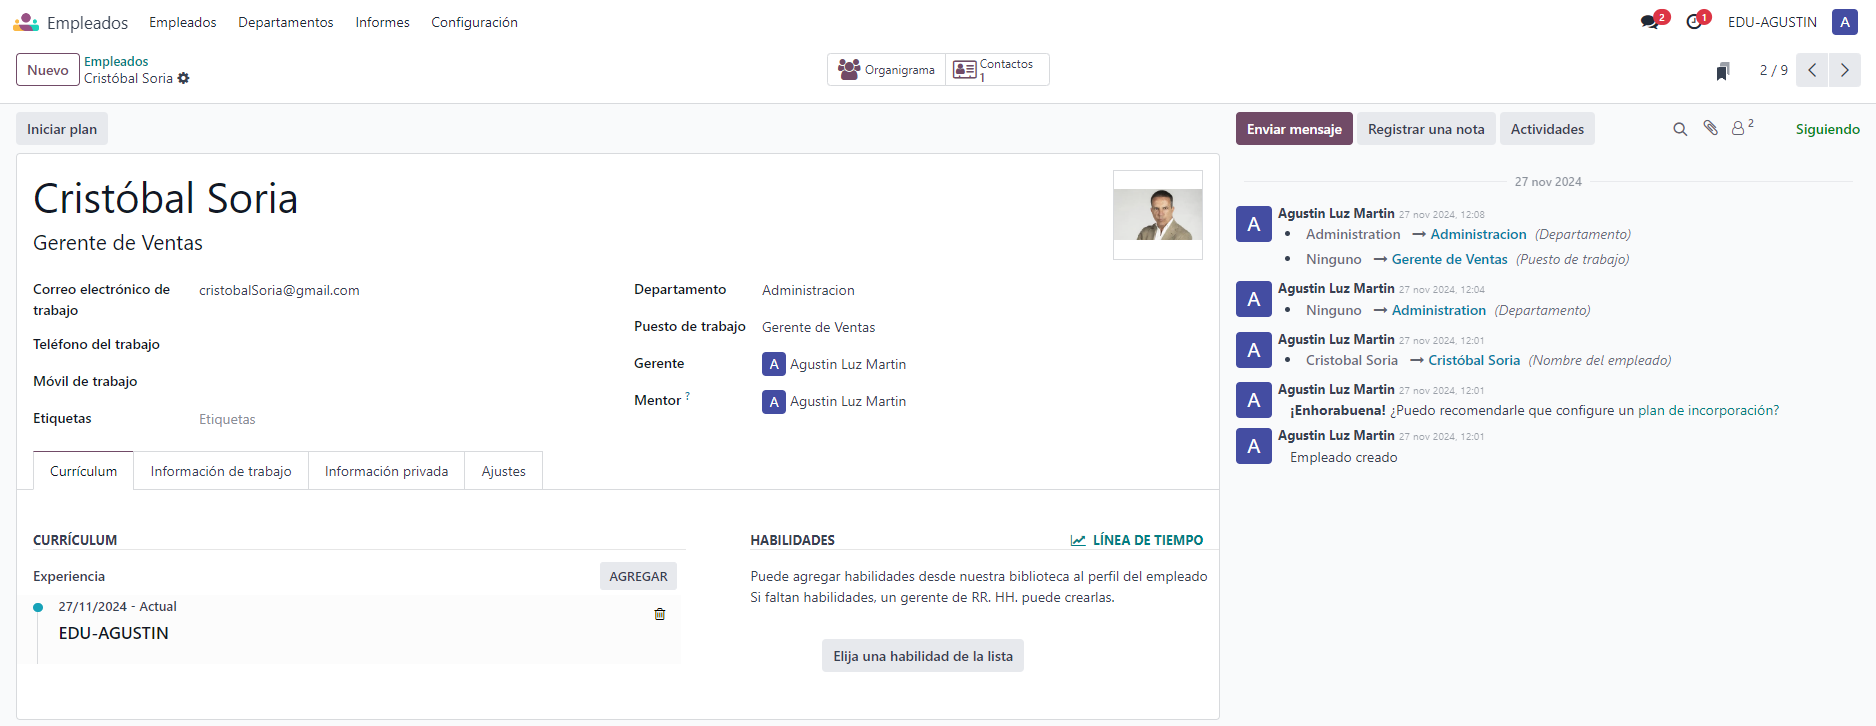 Empleados Empleados Departamentos Informes Configuración 2 1 EDU-AGUSTIN A
Nuevo Empleados
Cristóbal Soria
Organigrama Contactos
1
2 / 9
Iniciar plan
Enviar mensaje Registrar una nota Actividades 2 Siguiendo
Cristóbal Soria
Gerente de Ventas
Correo electrónico de trabajo cristobalSoria@gmail.com
Teléfono del trabajo
Móvil de trabajo
Etiquetas Etiquetas
Departamento Administracion
Puesto de trabajo Gerente de Ventas
Gerente A Agustin Luz Martin
Mentor ? A Agustin Luz Martin
Currículum Información de trabajo Información privada Ajustes
CURRÍCULUM
Experiencia AGREGAR
27/11/2024 - Actual
EDU-AGUSTIN
HABILIDADES LÍNEA DE TIEMPO
Puede agregar habilidades desde nuestra biblioteca al perfil del empleado
Si faltan habilidades, un gerente de RR. HH. puede crearlas.
Elija una habilidad de la lista
27 nov 2024
A Agustin Luz Martin 27 nov 2024, 12:08
• Administration → Administracion (Departamento)
• Ninguno → Gerente de Ventas (Puesto de trabajo)
A Agustin Luz Martin 27 nov 2024, 12:04
• Ninguno → Administration (Departamento)
A Agustin Luz Martin 27 nov 2024, 12:01
• Cristobal Soria → Cristóbal Soria (Nombre del empleado)
A Agustin Luz Martin 27 nov 2024, 12:01
¡Enhorabuena! ¿Puedo recomendarle que configure un plan de incorporación?
A Agustin Luz Martin 27 nov 2024, 12:01
Empleado creado